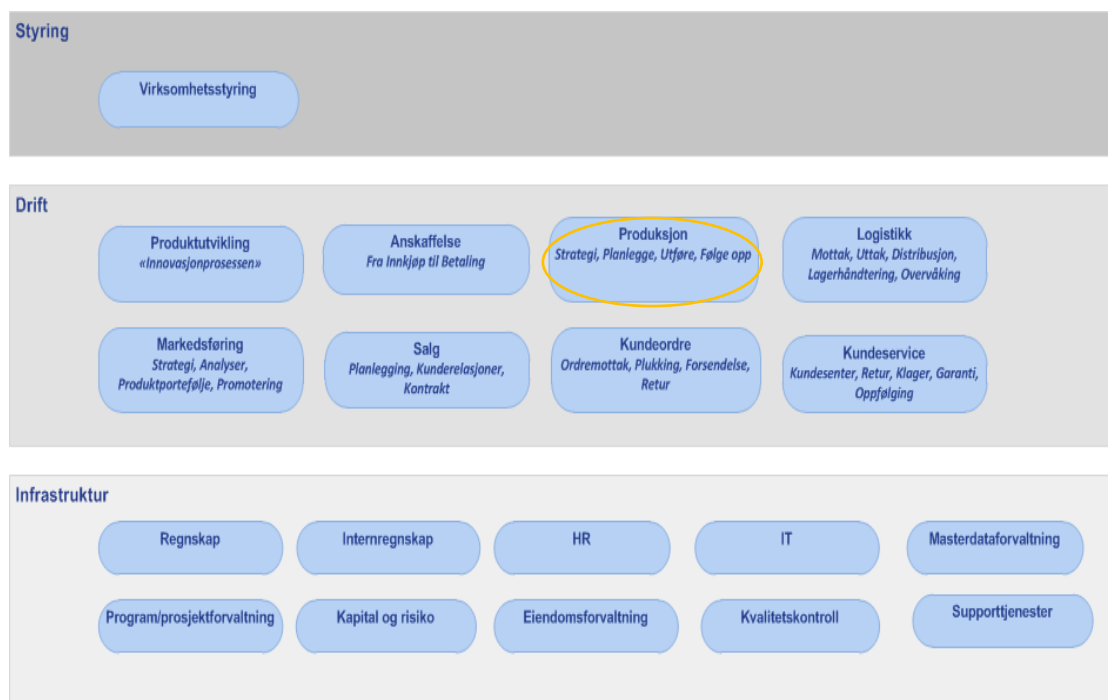 Styring
Virksomhetsstyring
Drift
Produktutvikling
«Innovasjonprosessen»
Anskaffelse
Fra Innkjøp til Betaling
Produksjon
Strategi, Planlegge, Utføre, Følge opp
Logistikk
Mottak, Uttak, Distribusjon,
Lagerhåndtering, Overvåking
Markedsføring
Strategi, Analyser,
Produktportefølje, Promotering
Salg
Planlegging, Kunderelasjoner,
Kontrakt
Kundeordre
Ordremottak, Plukking, Forsendelse,
Retur
Kundeservice
Kundesenter, Retur, Klager, Garanti,
Oppfølging
Infrastruktur
Regnskap
Internregnskap
HR
IT
Masterdataforvaltning
Program/prosjektforvaltning
Kapital og risiko
Eiendomsforvaltning
Kvalitetskontroll
Supporttjenester